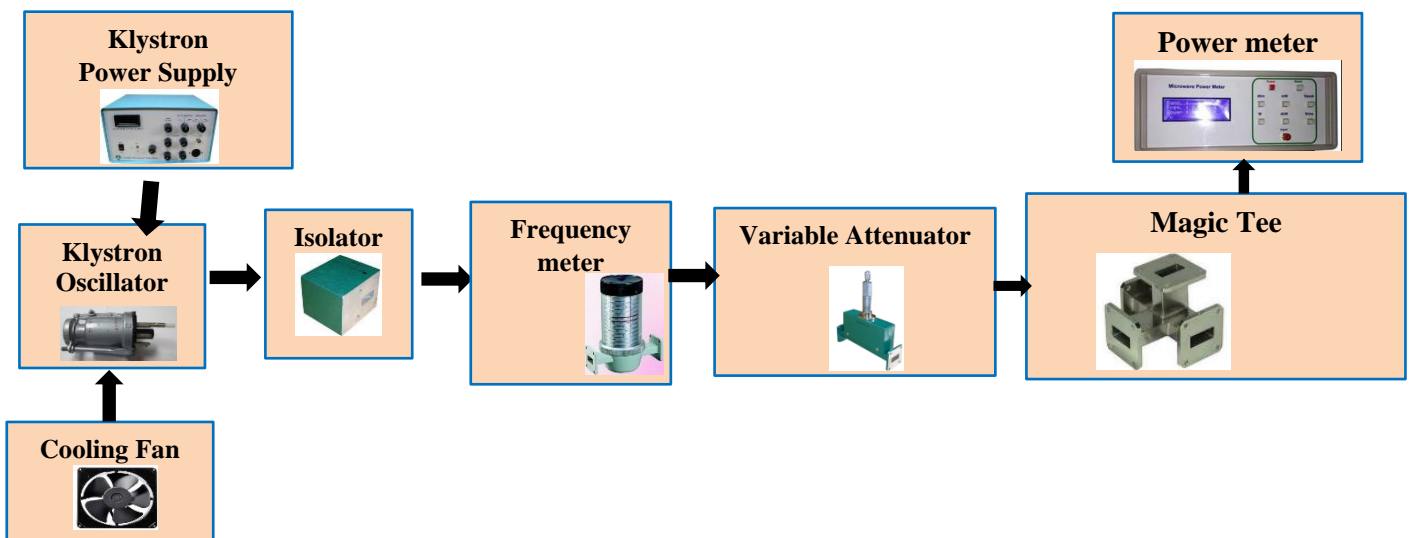 Klystron
Power Supply
Power meter
Microwave Power Meter
Klystron
Oscillator
Isolator
Frequency
meter
Variable Attenuator
Magic Tee
Cooling Fan